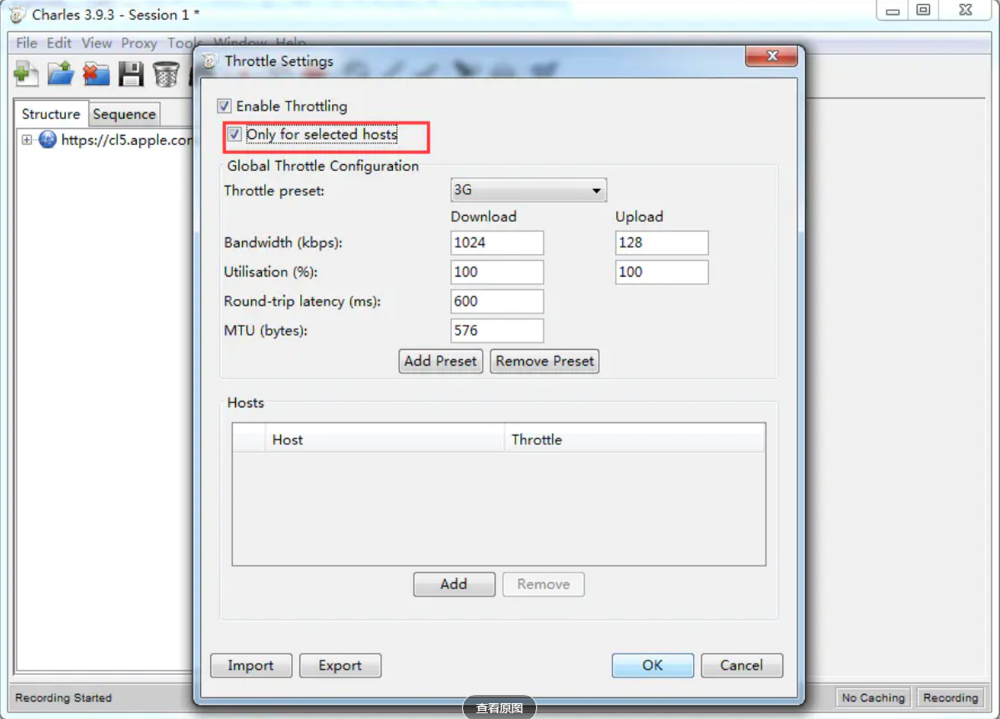 Charles 3.9.3 - Session 1 *
File Edit View Proxy Tools Window Help
Throttle Settings
Enable Throttling
Structure Sequence
Only for selected hosts
https://cl5.apple.com
Global Throttle Configuration
Throttle preset: 3G
Download Upload
Bandwidth (kbps): 1024 128
Utilisation (%): 100 100
Round-trip latency (ms): 600
MTU (bytes): 576
Add Preset Remove Preset
Hosts
Host Throttle
Add Remove
Import Export OK Cancel
Recording Started No Caching Recording
查看原图